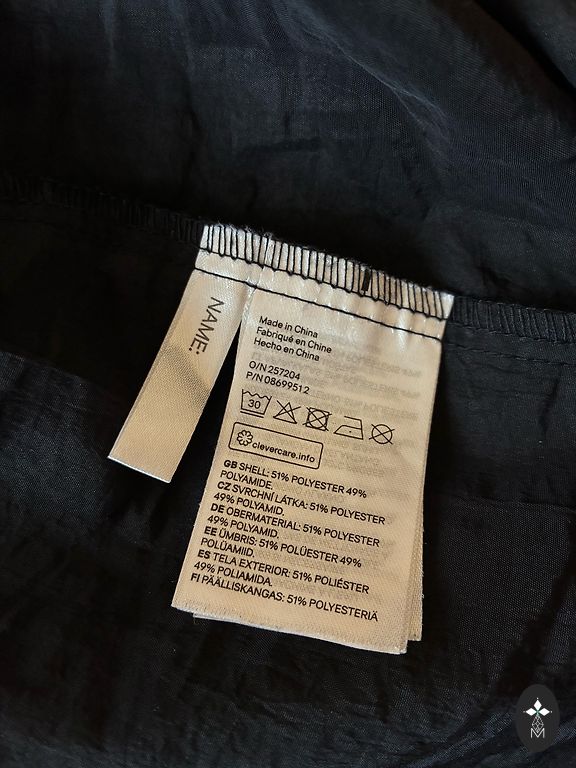 NAME:
Made in China
Fabriqué en Chine
Hecho en China
O/N 257204
P/N 08699512
30
clevercare.info
GB SHELL: 51% POLYESTER 49%
POLYAMIDE.
CZ SVRCHNÍ LÁTKA: 51% POLYESTER
49% POLYAMID.
DE OBERMATERIAL: 51% POLYESTER
49% POLYAMID.
EE ÜMBRIS: 51% POLÜESTER 49%
POLÜAMIID.
ES TELA EXTERIOR: 51% POLIÉSTER
49% POLIAMIDA.
FI PÄÄLLISKANGAS: 51% POLYESTERIÄ
M